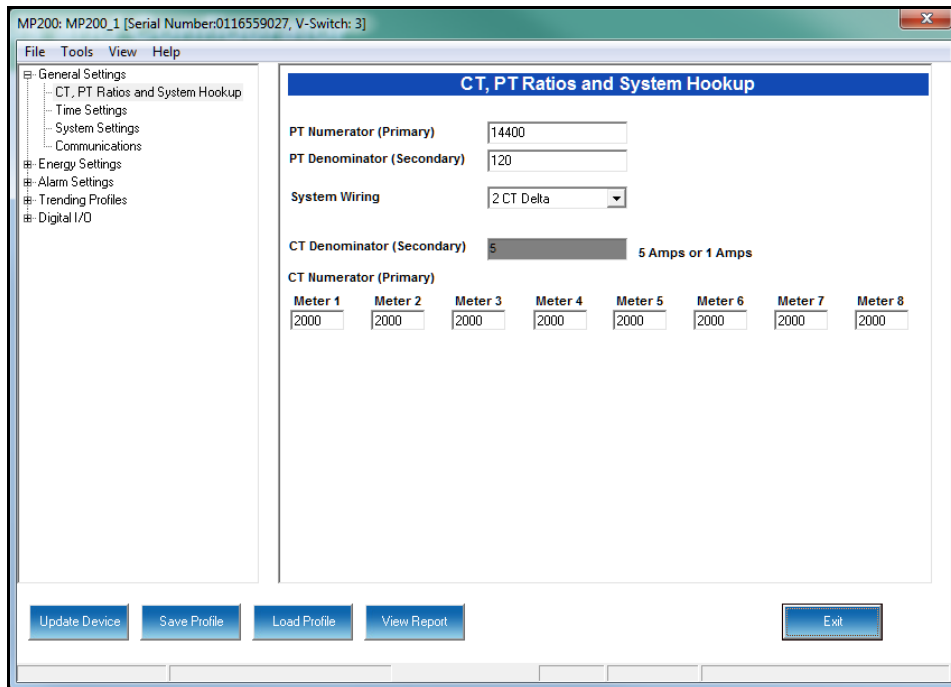 MP200: MP200_1 [Serial Number:0116559027, V-Switch: 3]
File Tools View Help
General Settings
CT, PT Ratios and System Hookup
Time Settings
System Settings
Communications
Energy Settings
Alarm Settings
Trending Profiles
Digital I/O
CT, PT Ratios and System Hookup
PT Numerator (Primary) 14400
PT Denominator (Secondary) 120
System Wiring 2 CT Delta
CT Denominator (Secondary) 5 5 Amps or 1 Amps
CT Numerator (Primary)
Meter 1 Meter 2 Meter 3 Meter 4 Meter 5 Meter 6 Meter 7 Meter 8
2000 2000 2000 2000 2000 2000 2000 2000
Update Device Save Profile Load Profile View Report Exit